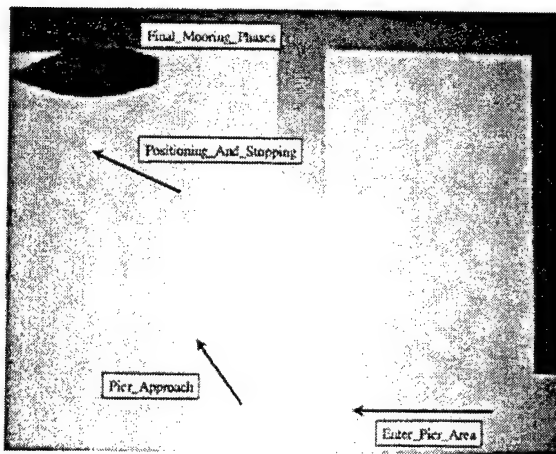 Final_Mooring_Phases
Positioning_And_Stopping
Pier_Approach
Enter_Pier_Area